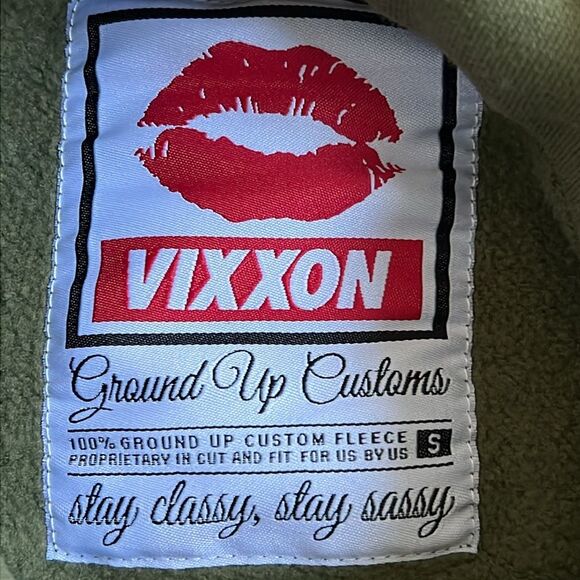 VIXXON
Ground Up Customs
100% GROUND UP CUSTOM FLEECE S
PROPRIETARY IN CUT AND FIT FOR US BY US
stay classy, stay sassy